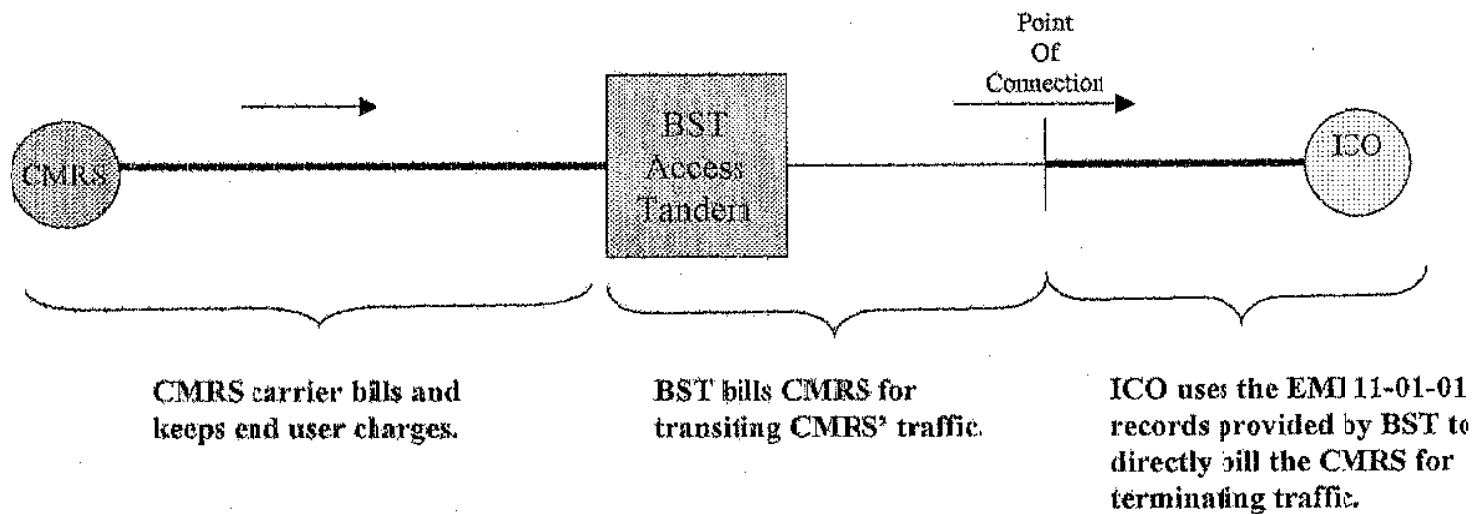 Point
Of
Connection
CMRS
BST
Access
Tandem
ICO
CMRS carrier bills and
keeps end user charges.
BST bills CMRS for
transiting CMRS' traffic.
ICO uses the EMI 11-01-01
records provided by BST to
directly bill the CMRS for
terminating traffic.